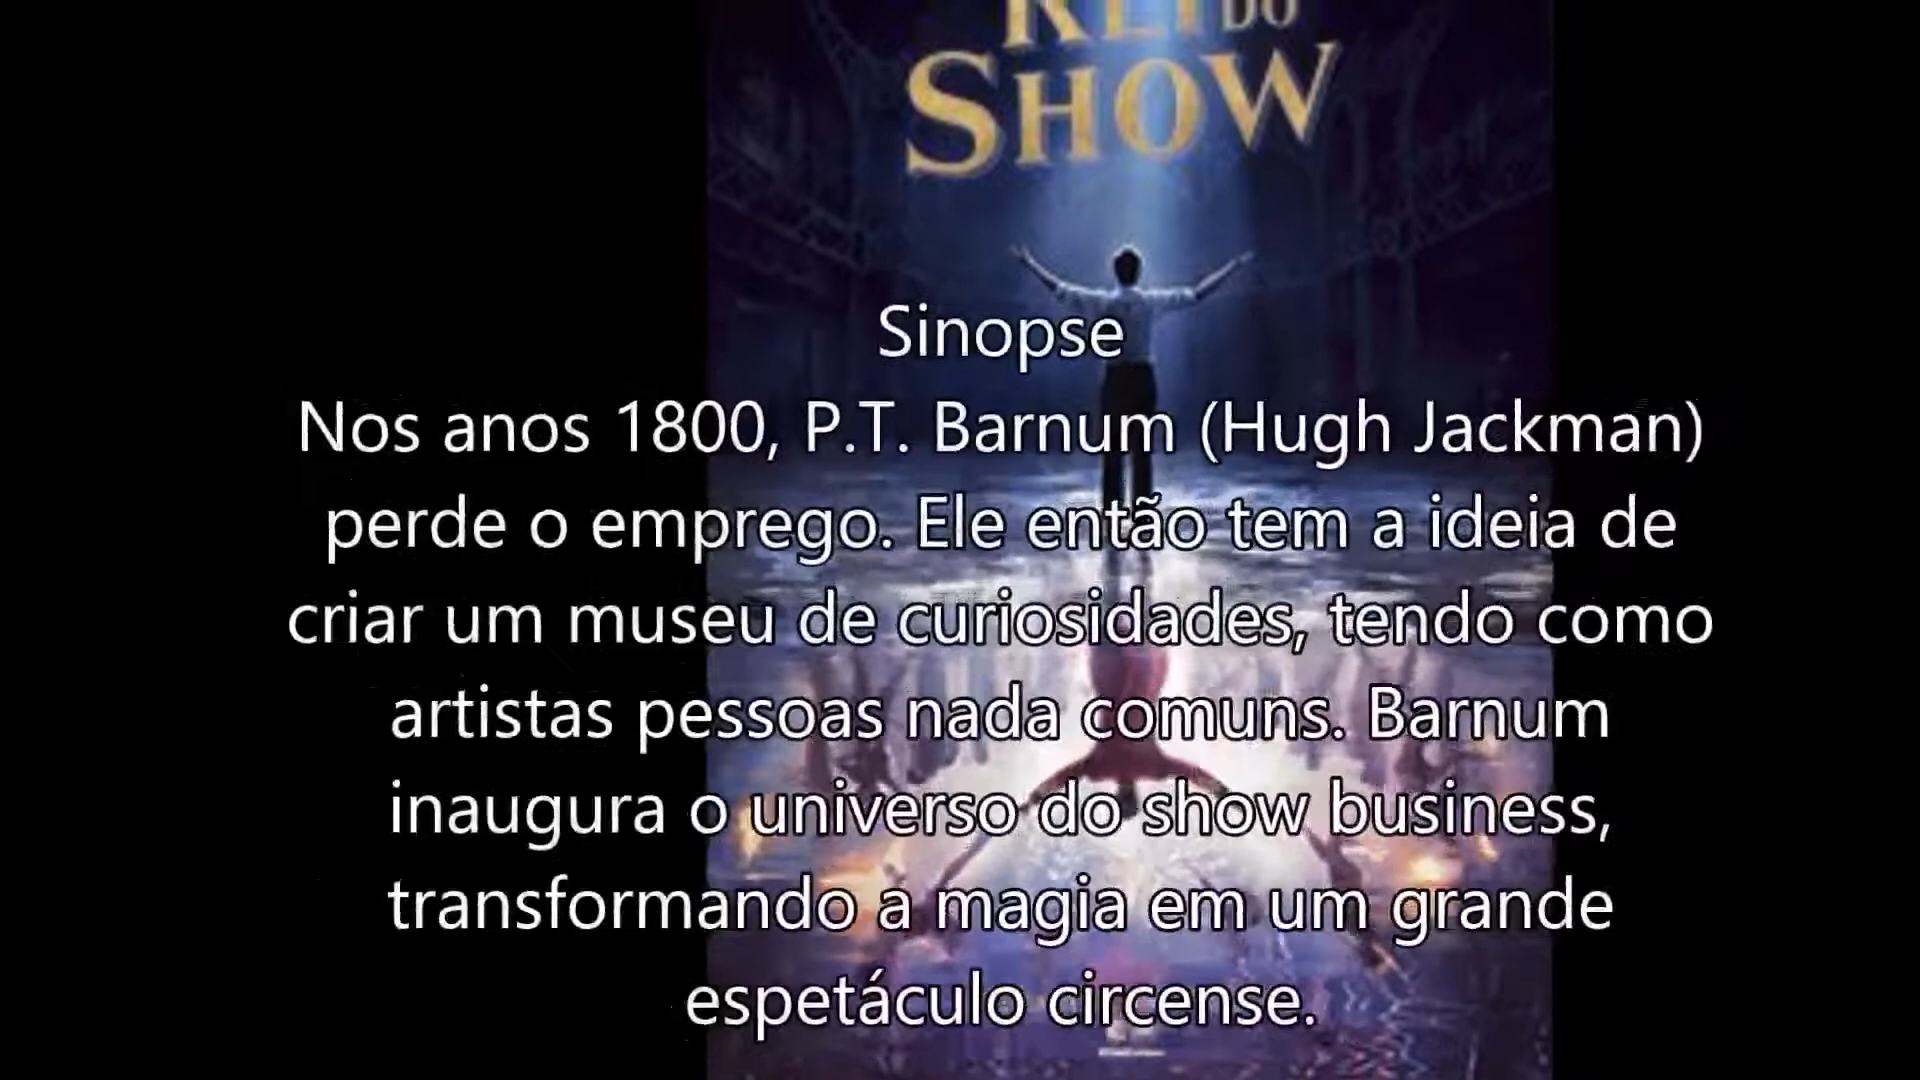 REI DO
SHOW
Sinopse
Nos anos 1800, P.T. Barnum (Hugh Jackman)
perde o emprego. Ele então tem a ideia de
criar um museu de curiosidades, tendo como
artistas pessoas nada comuns. Barnum
inaugura o universo do show business,
transformando a magia em um grande
espetáculo circense.